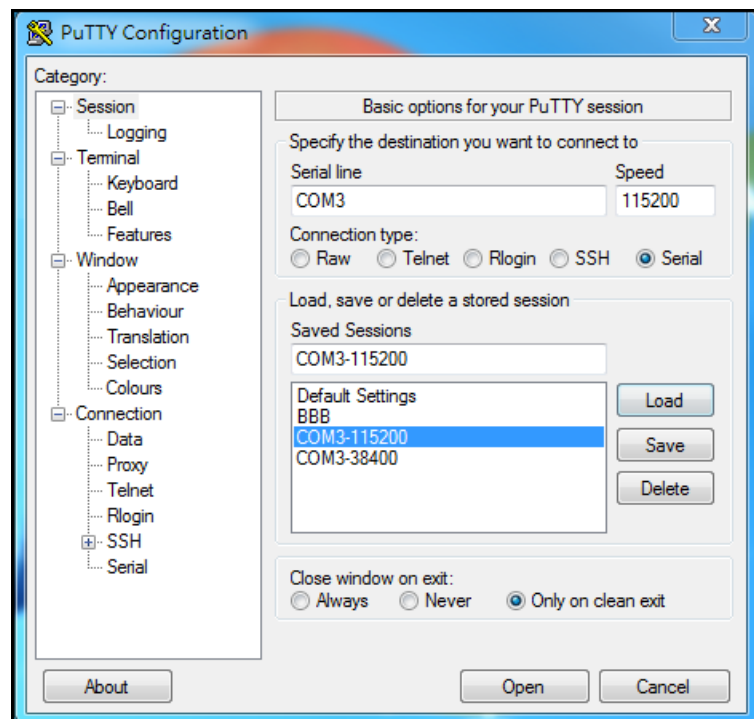 PuTTY Configuration
X
Category:
Session
Logging
Terminal
Keyboard
Bell
Features
Window
Appearance
Behaviour
Translation
Selection
Colours
Connection
Data
Proxy
Telnet
Rlogin
SSH
Serial
Basic options for your PuTTY session
Specify the destination you want to connect to
Serial line Speed
COM3 115200
Connection type:
Raw Telnet Rlogin SSH Serial
Load, save or delete a stored session
Saved Sessions
COM3-115200
Default Settings
BBB
COM3-115200
COM3-38400
Load
Save
Delete
Close window on exit:
Always Never Only on clean exit
About Open Cancel